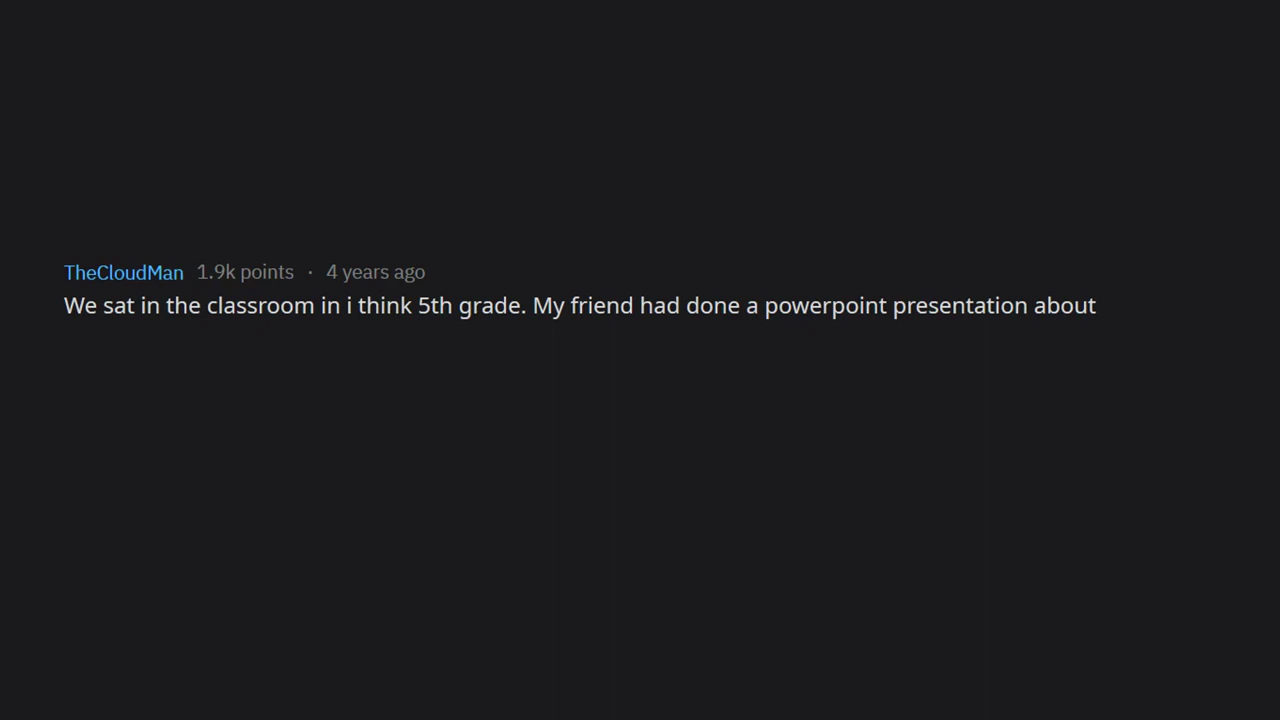 TheCloudMan 1.9k points · 4 years ago
We sat in the classroom in i think 5th grade. My friend had done a powerpoint presentation about